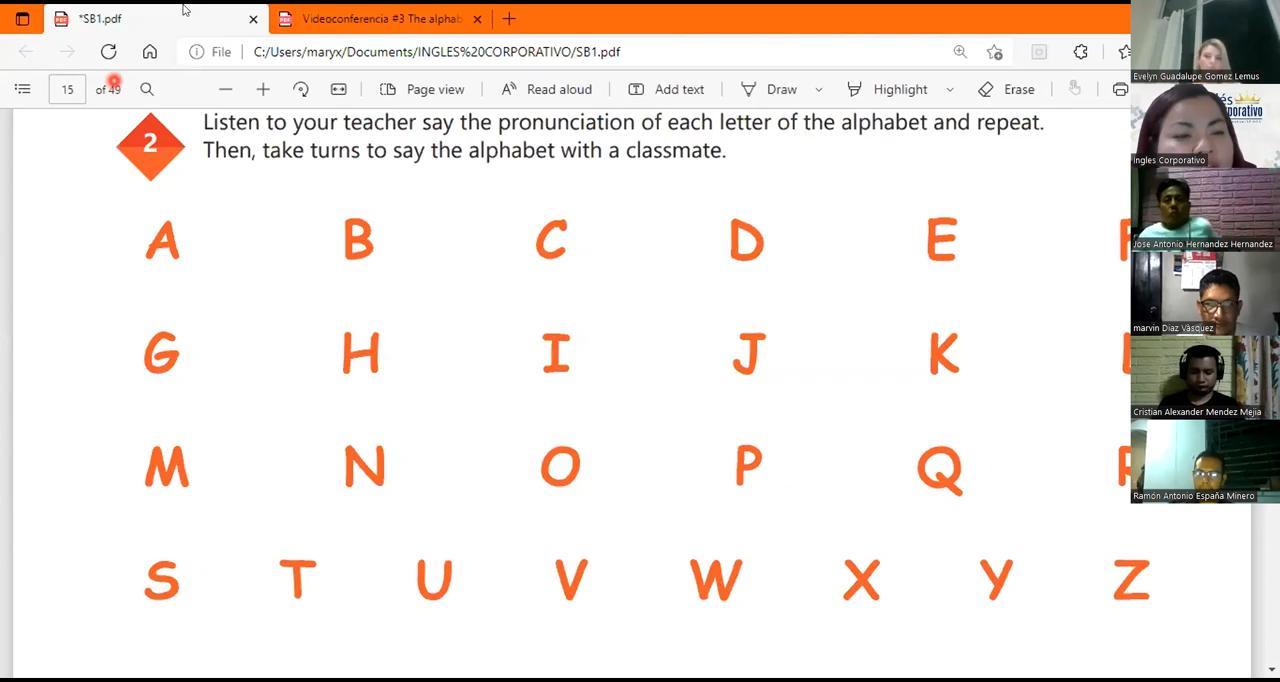 *SB1.pdf
Videoconferencia #3 The alphab
File
C:/Users/maryx/Documents/INGLES%20CORPORATIVO/SB1.pdf
15 of 49
Page view
Read aloud
Add text
Draw
Highlight
Erase
2
Listen to your teacher say the pronunciation of each letter of the alphabet and repeat.
Then, take turns to say the alphabet with a classmate.
A B C D E
G H I J K
M N O P Q
S T U V W X Y Z
Evelyn Guadalupe Gomez Lemus
Ingles Corporativo
Jose Antonio Hernandez Hernandez
marvin Diaz Vàsquez
Cristian Alexander Mendez Mejia
Ramón Antonio España Minero